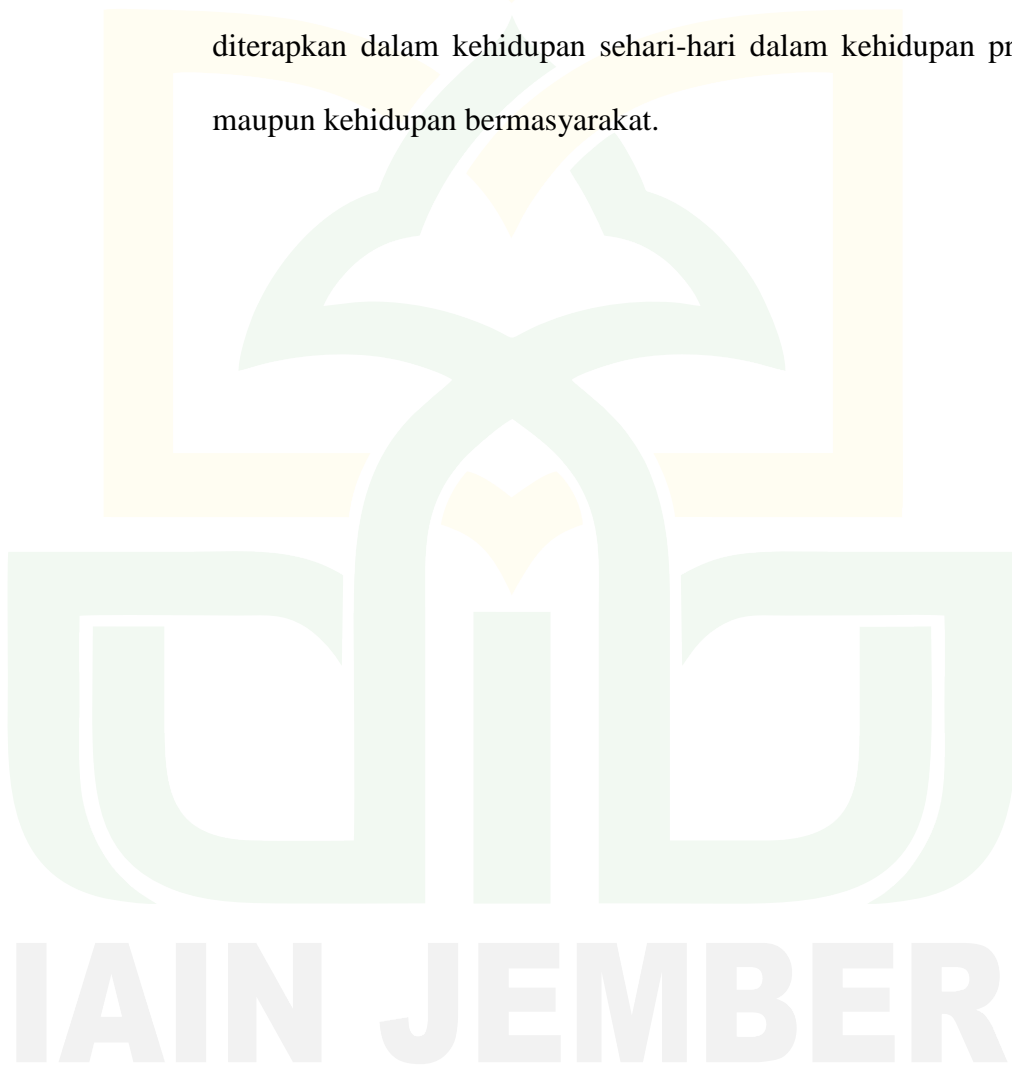 diterapkan dalam kehidupan sehari-hari dalam kehidupan
maupun kehidupan bermasyarakat.
IAIN JEMBER